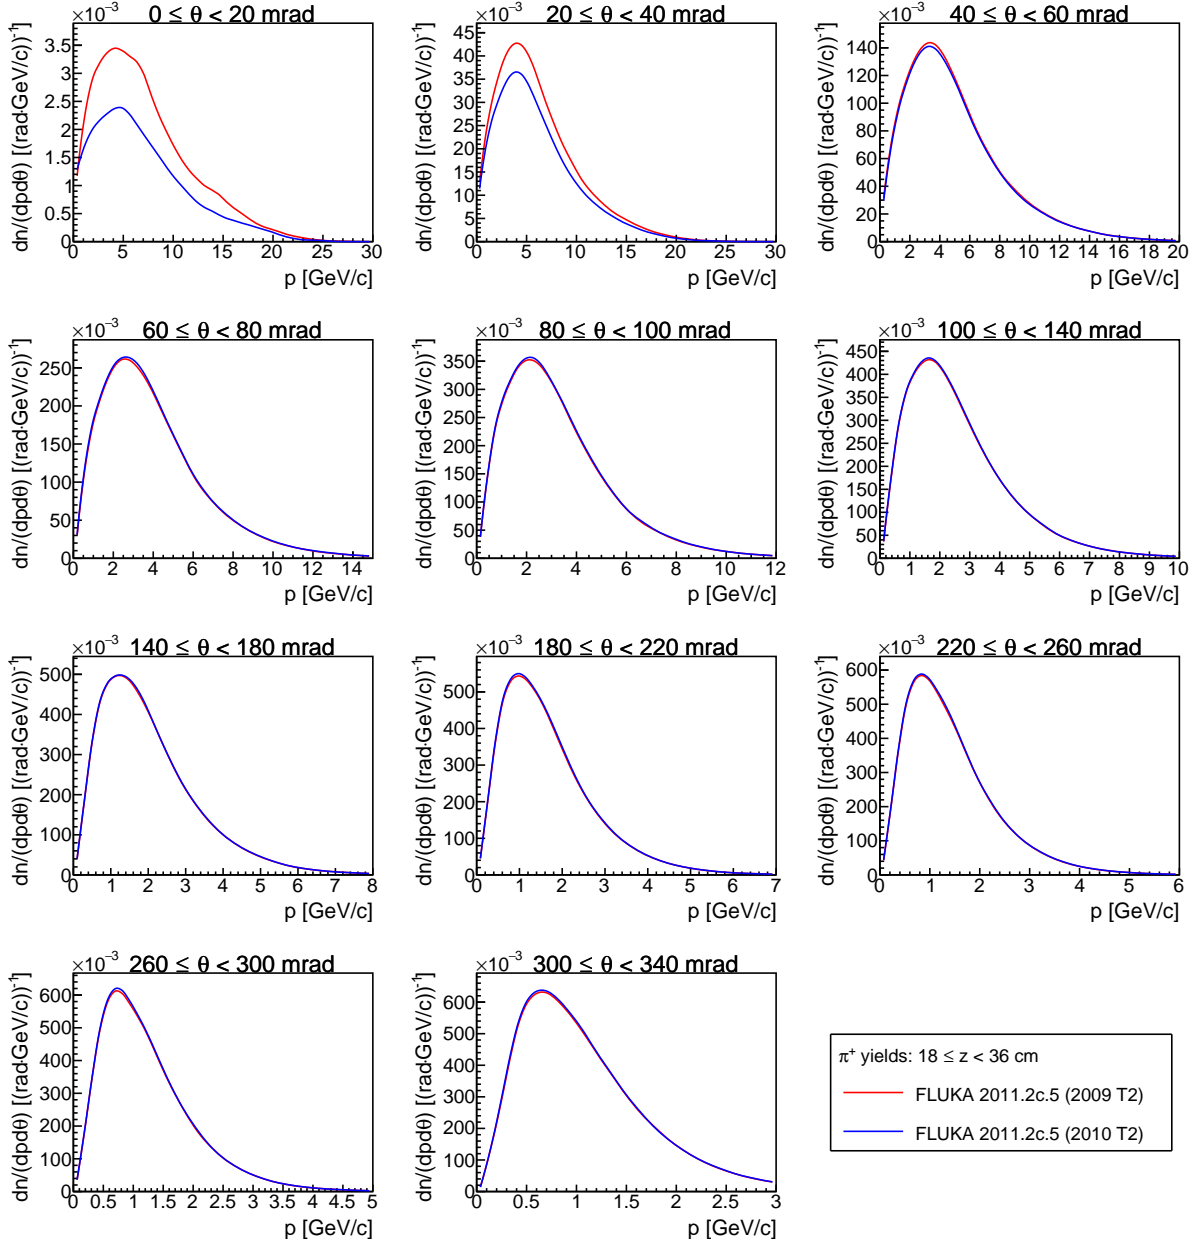 ×10⁻³ 0 ≤ θ < 20 mrad
dn/(dpdθ) [(rad·GeV/c))⁻¹]
3.5
3
2.5
2
1.5
1
0.5
0
0 5 10 15 20 25 30
p [GeV/c]
×10⁻³ 20 ≤ θ < 40 mrad
dn/(dpdθ) [(rad·GeV/c))⁻¹]
45
40
35
30
25
20
15
10
5
0
0 5 10 15 20 25 30
p [GeV/c]
×10⁻³ 40 ≤ θ < 60 mrad
dn/(dpdθ) [(rad·GeV/c))⁻¹]
140
120
100
80
60
40
20
0
0 2 4 6 8 10 12 14 16 18 20
p [GeV/c]
×10⁻³ 60 ≤ θ < 80 mrad
dn/(dpdθ) [(rad·GeV/c))⁻¹]
250
200
150
100
50
0
0 2 4 6 8 10 12 14
p [GeV/c]
×10⁻³ 80 ≤ θ < 100 mrad
dn/(dpdθ) [(rad·GeV/c))⁻¹]
350
300
250
200
150
100
50
0
0 2 4 6 8 10 12
p [GeV/c]
×10⁻³ 100 ≤ θ < 140 mrad
dn/(dpdθ) [(rad·GeV/c))⁻¹]
450
400
350
300
250
200
150
100
50
0
0 1 2 3 4 5 6 7 8 9 10
p [GeV/c]
×10⁻³ 140 ≤ θ < 180 mrad
dn/(dpdθ) [(rad·GeV/c))⁻¹]
500
400
300
200
100
0
0 1 2 3 4 5 6 7 8
p [GeV/c]
×10⁻³ 180 ≤ θ < 220 mrad
dn/(dpdθ) [(rad·GeV/c))⁻¹]
500
400
300
200
100
0
0 1 2 3 4 5 6 7
p [GeV/c]
×10⁻³ 220 ≤ θ < 260 mrad
dn/(dpdθ) [(rad·GeV/c))⁻¹]
600
500
400
300
200
100
0
0 1 2 3 4 5 6
p [GeV/c]
×10⁻³ 260 ≤ θ < 300 mrad
dn/(dpdθ) [(rad·GeV/c))⁻¹]
600
500
400
300
200
100
0
0 0.5 1 1.5 2 2.5 3 3.5 4 4.5 5
p [GeV/c]
×10⁻³ 300 ≤ θ < 340 mrad
dn/(dpdθ) [(rad·GeV/c))⁻¹]
600
500
400
300
200
100
0
0 0.5 1 1.5 2 2.5 3
p [GeV/c]
π⁺ yields: 18 ≤ z < 36 cm
FLUKA 2011.2c.5 (2009 T2)
FLUKA 2011.2c.5 (2010 T2)